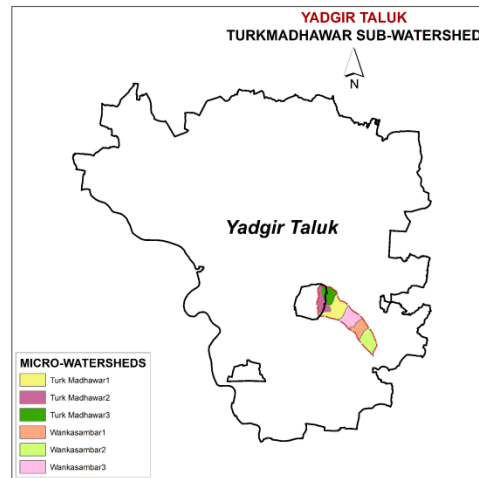 YADGIR TALUK
TURKMADHAWAR SUB-WATERSHED
N
Yadgir Taluk
MICRO-WATERSHEDS
Turk Madhawar1
Turk Madhawar2
Turk Madhawar3
Wankasambar1
Wankasambar2
Wankasambar3